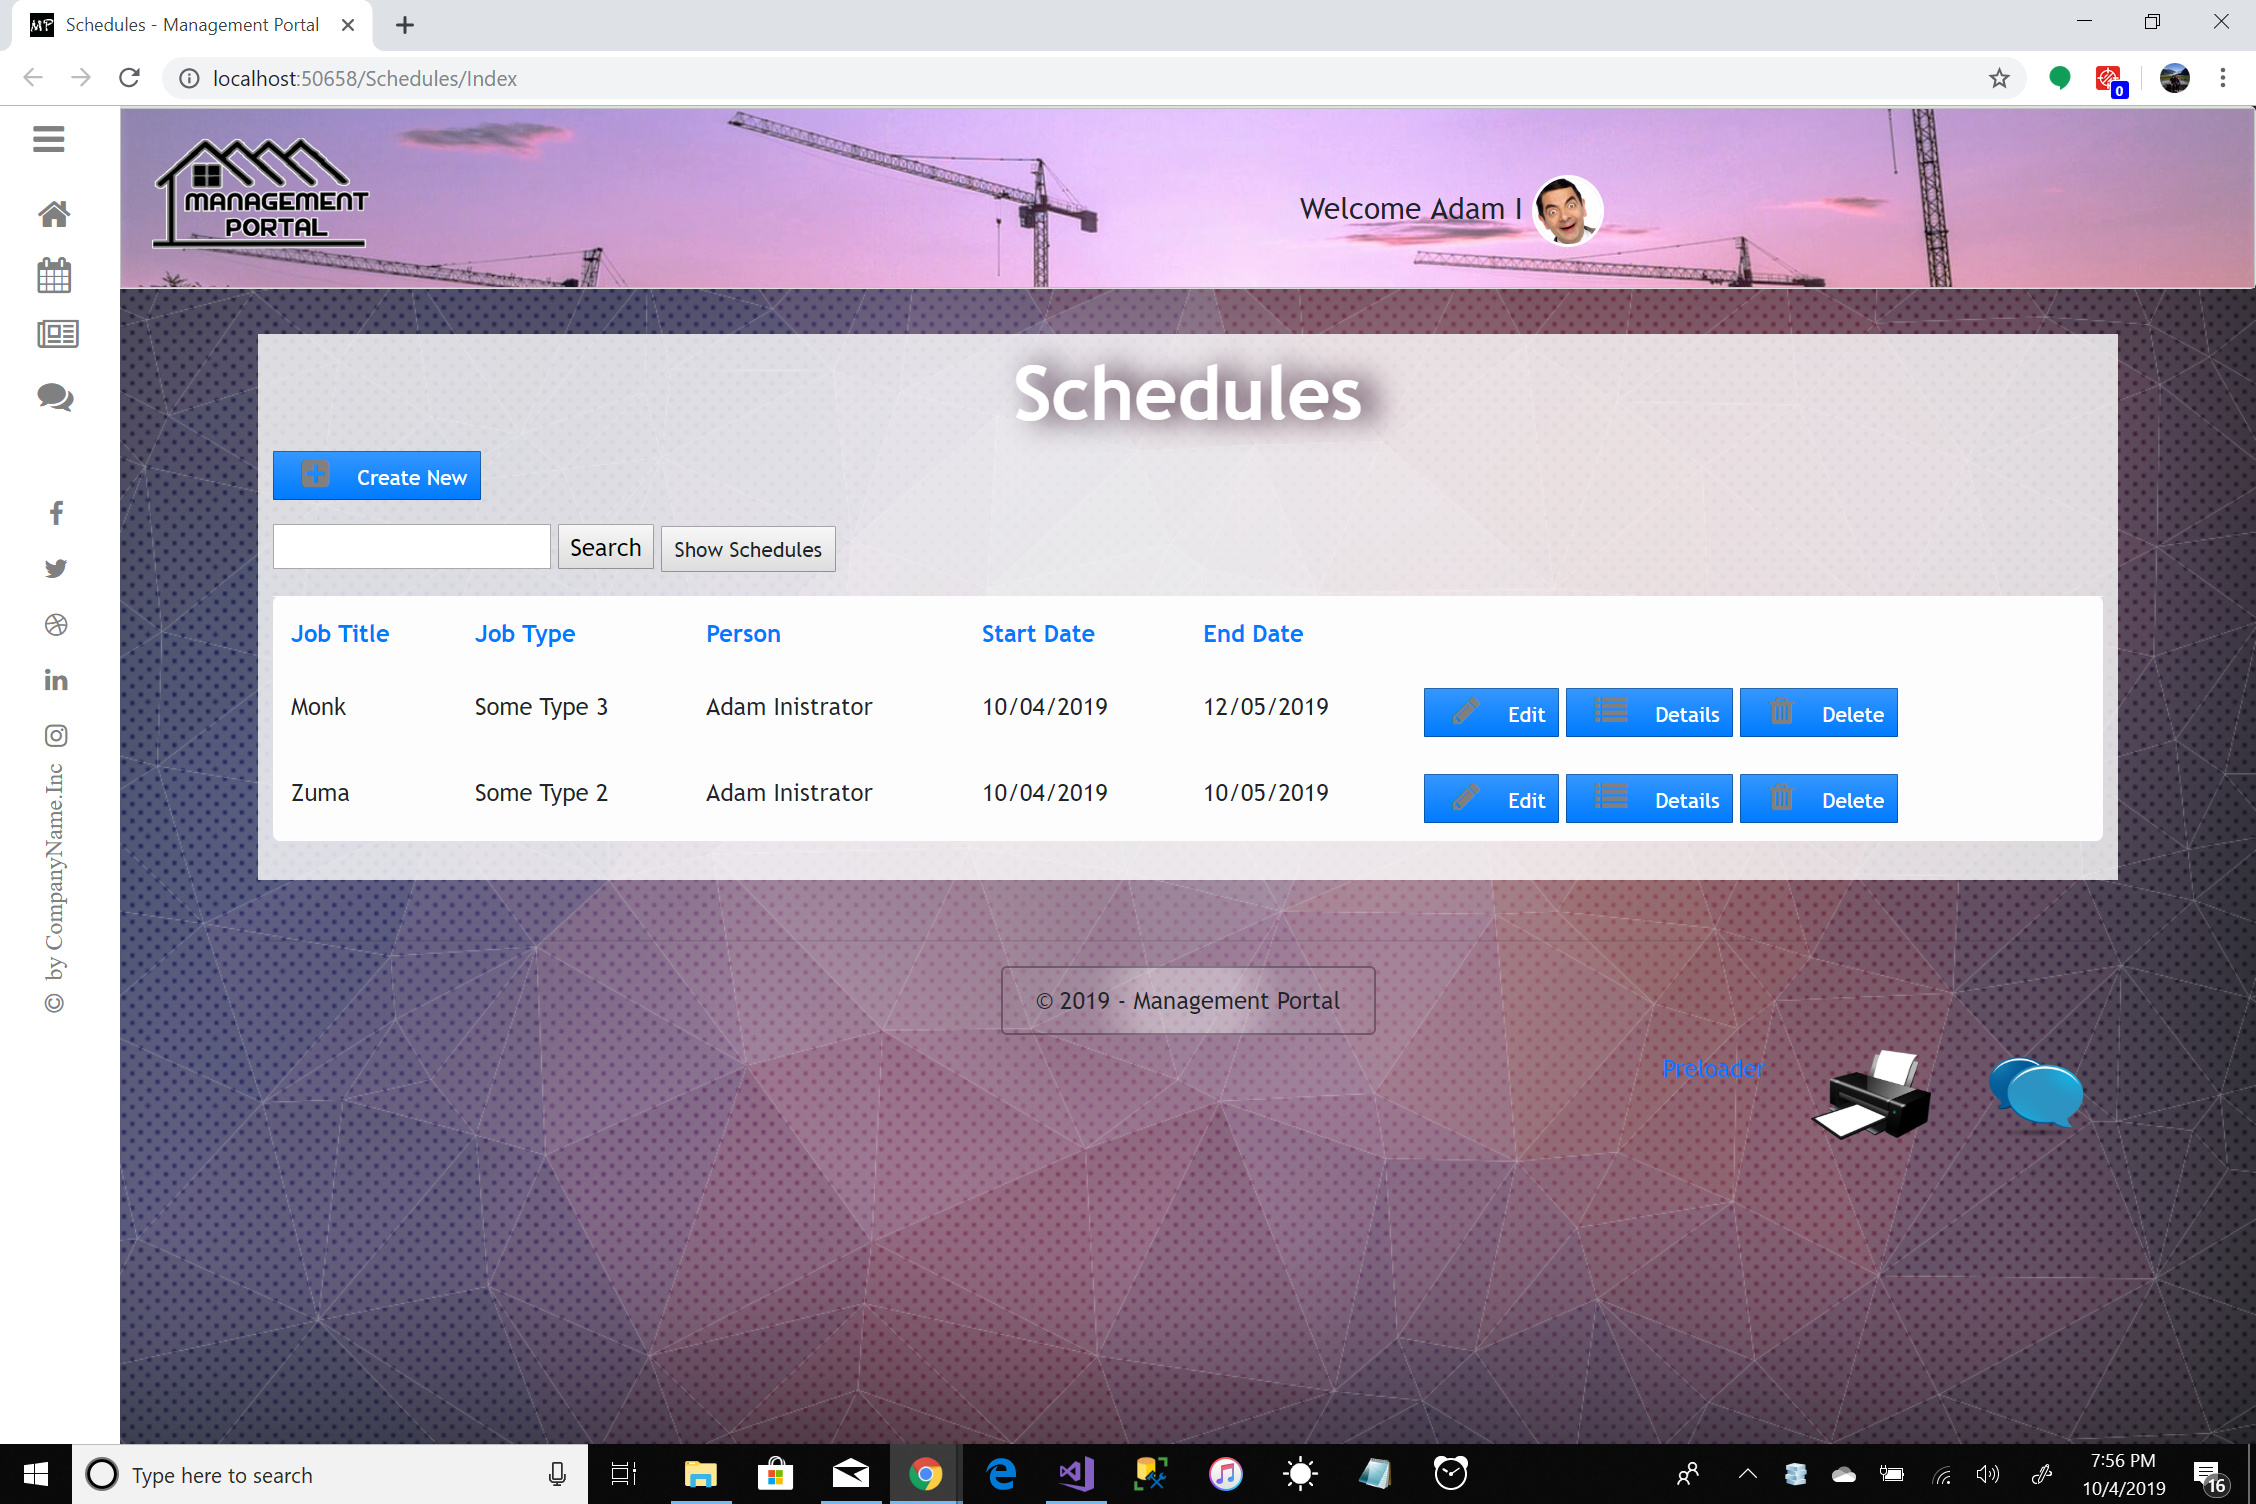 MP Schedules - Management Portal
localhost:50658/Schedules/Index
0
MANAGEMENT
PORTAL
Welcome Adam I
Schedules
Create New
Search Show Schedules
Job Title Job Type Person Start Date End Date
Monk Some Type 3 Adam Inistrator 10/04/2019 12/05/2019 Edit Details Delete
Zuma Some Type 2 Adam Inistrator 10/04/2019 10/05/2019 Edit Details Delete
© by CompanyName.Inc
© 2019 - Management Portal
Preloader
Type here to search
7:56 PM
10/4/2019
16